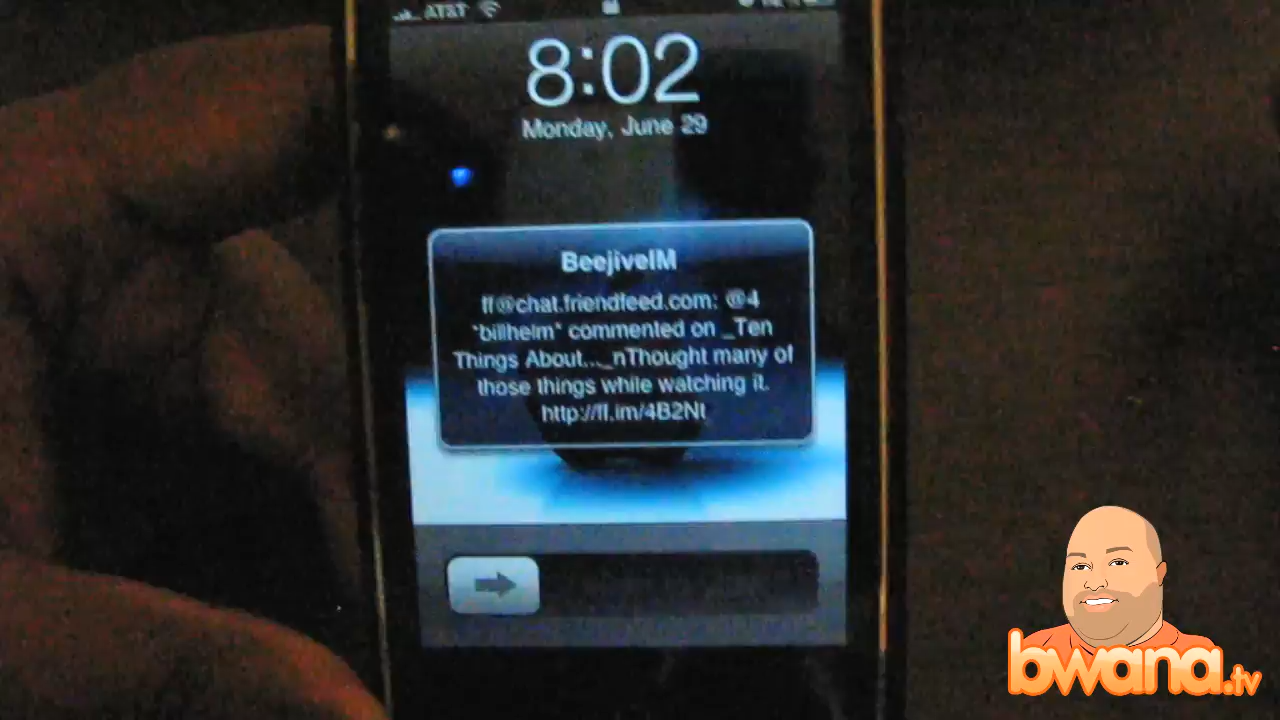 AT&T
8:02
Monday, June 29
BeejiveIM
ff@chat.friendfeed.com: @4
*billhelm* commented on _Ten
Things About..._nThought many of
those things while watching it.
http://ff.im/4B2Nt
bwana.tv